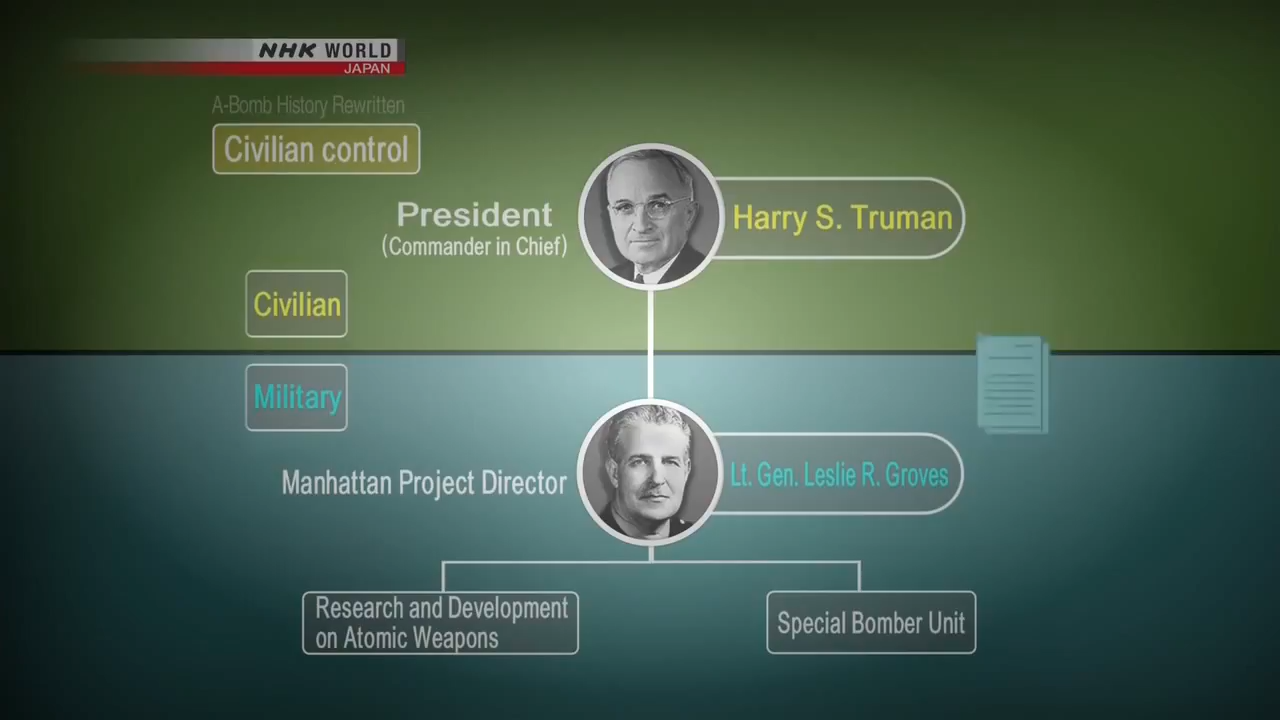 NHK WORLD
JAPAN
A-Bomb History Rewritten
Civilian control
President
(Commander in Chief)
Harry S. Truman
Civilian
Military
Manhattan Project Director
Lt. Gen. Leslie R. Groves
Research and Development
on Atomic Weapons
Special Bomber Unit